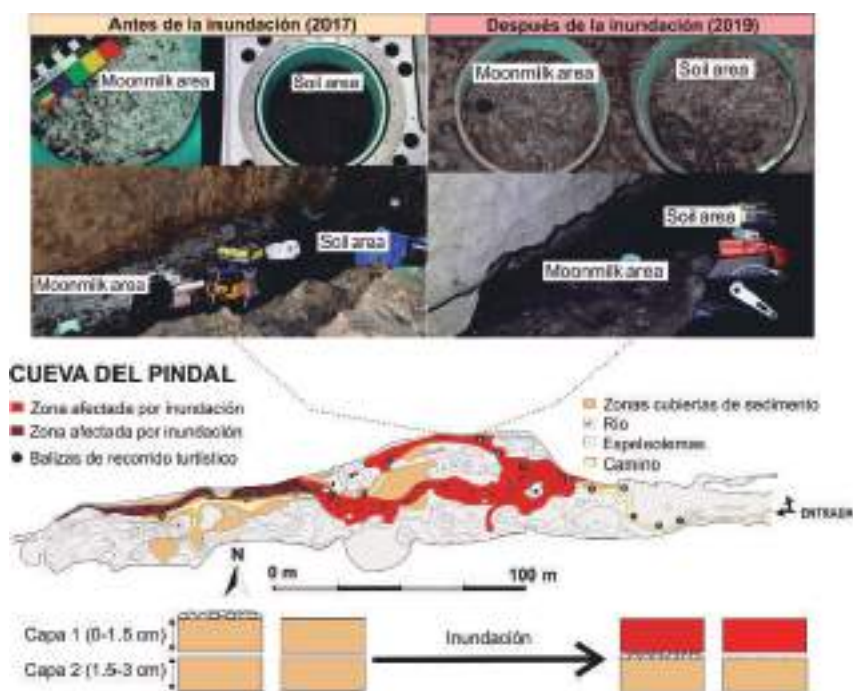 Antes de la inundación (2017)
Después de la inundación (2019)
Moonmilk area
Soil area
Moonmilk area
Soil area
Moonmilk area
Soil area
Moonmilk area
Soil area
CUEVA DEL PINDAL
Zona afectada por inundación
Zona afectada por inundación
Balizas de recorrido turístico
Zonas cubiertas de sedimento
Río
Espeleotemas
Camino
ENTRADA
N
0 m
100 m
Capa 1 (0-1.5 cm)
Capa 2 (1.5-3 cm)
Inundación